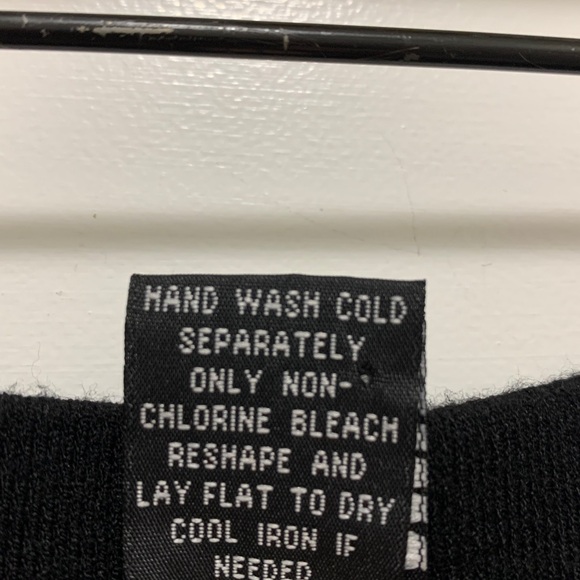 HAND WASH COLD
SEPARATELY
ONLY NON-
CHLORINE BLEACH
RESHAPE AND
LAY FLAT TO DRY
COOL IRON IF
NEEDED